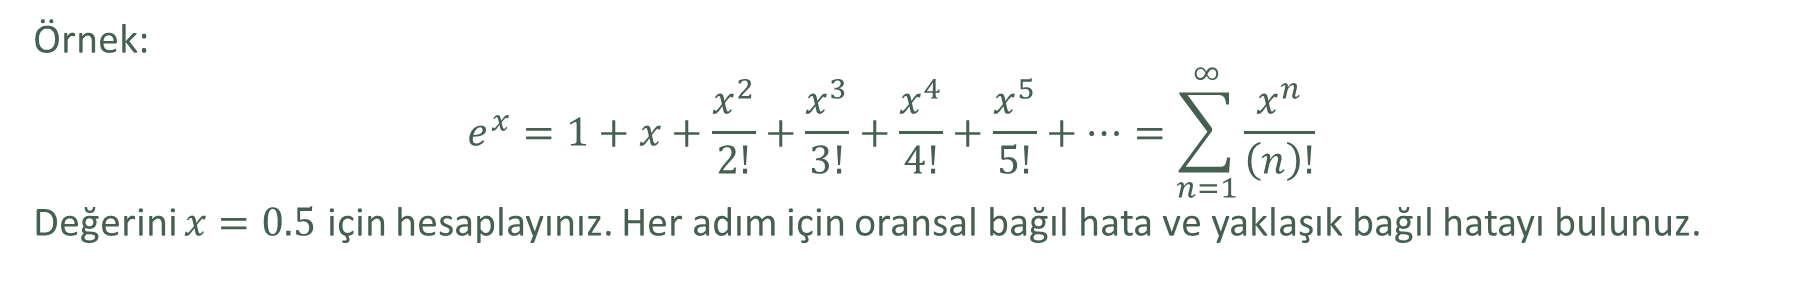 Örnek:
e^x = 1 + x + x^2/2! + x^3/3! + x^4/4! + x^5/5! + ⋯ = ∑_{n=1}^{∞} x^n/(n)!
Değerini x = 0.5 için hesaplayınız. Her adım için oransal bağıl hata ve yaklaşık bağıl hatayı bulunuz.